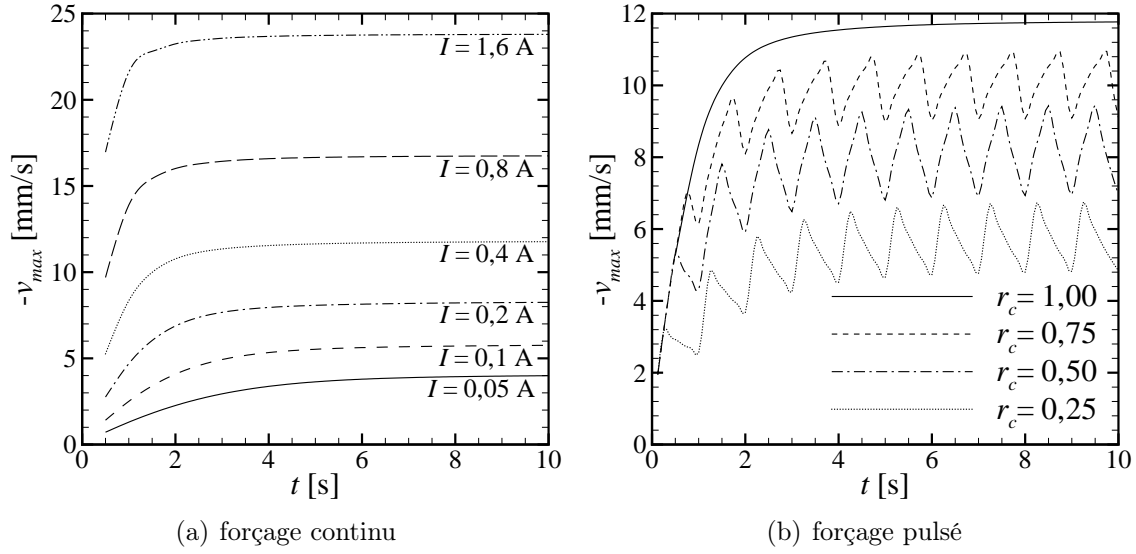 25
20
15
10
5
0
-v_max [mm/s]
I = 1,6 A
I = 0,8 A
I = 0,4 A
I = 0,2 A
I = 0,1 A
I = 0,05 A
0 2 4 6 8 10
t [s]
(a) forçage continu
12
10
8
6
4
2
0
-v_max [mm/s]
r_c = 1,00
r_c = 0,75
r_c = 0,50
r_c = 0,25
0 2 4 6 8 10
t [s]
(b) forçage pulsé